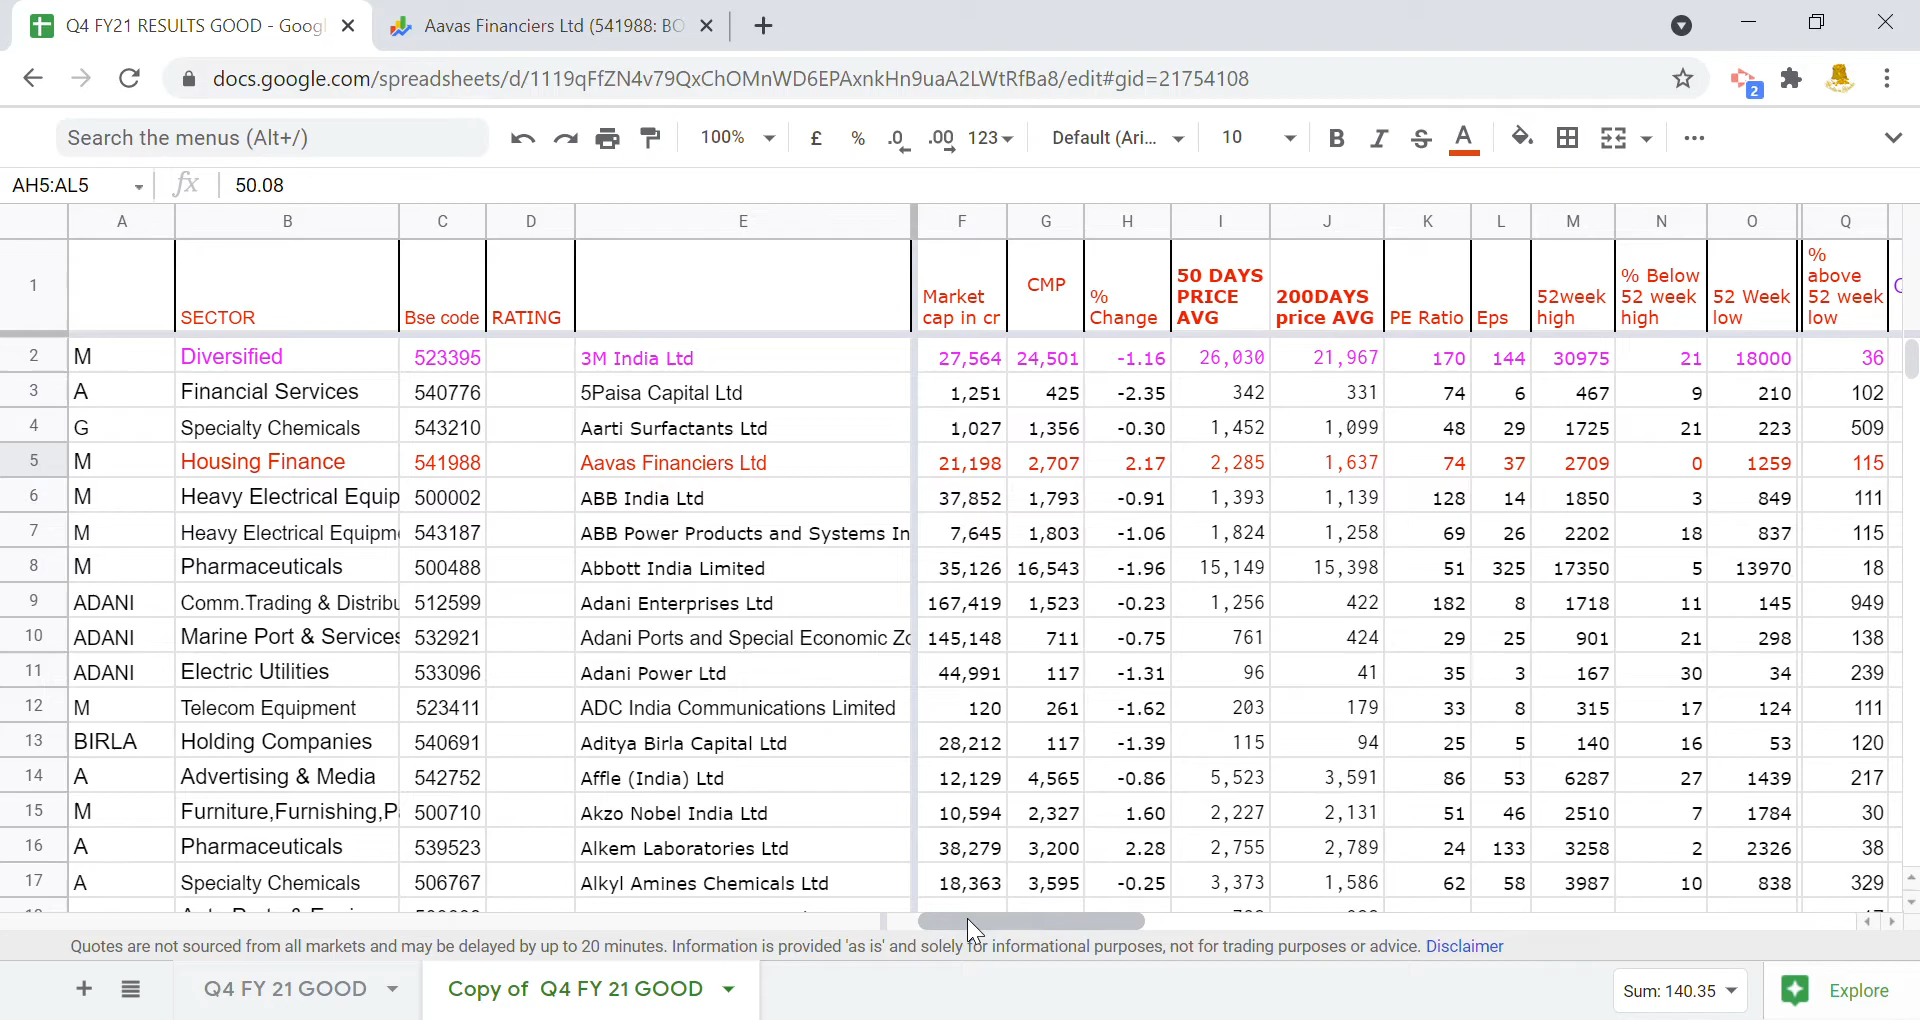 Q4 FY21 RESULTS GOOD - Googl
Aavas Financiers Ltd (541988: BO
docs.google.com/spreadsheets/d/1119qFfZN4v79QxChOMnWD6EPAxnkHn9uaA2LWtRfBa8/edit#gid=21754108
2
Search the menus (Alt+/)
100% £ % .0 .00 123 Default (Ari... 10 B I S A
AH5:AL5 fx 50.08
A B C D E F G H I J K L M N O Q
1 SECTOR Bse code RATING Market cap in cr CMP % Change 50 DAYS PRICE AVG 200DAYS price AVG PE Ratio Eps 52week high % Below 52 week high 52 Week low % above 52 week low
2 M Diversified 523395 3M India Ltd 27,564 24,501 -1.16 26,030 21,967 170 144 30975 21 18000 36
3 A Financial Services 540776 5Paisa Capital Ltd 1,251 425 -2.35 342 331 74 6 467 9 210 102
4 G Specialty Chemicals 543210 Aarti Surfactants Ltd 1,027 1,356 -0.30 1,452 1,099 48 29 1725 21 223 509
5 M Housing Finance 541988 Aavas Financiers Ltd 21,198 2,707 2.17 2,285 1,637 74 37 2709 0 1259 115
6 M Heavy Electrical Equip 500002 ABB India Ltd 37,852 1,793 -0.91 1,393 1,139 128 14 1850 3 849 111
7 M Heavy Electrical Equipm 543187 ABB Power Products and Systems In 7,645 1,803 -1.06 1,824 1,258 69 26 2202 18 837 115
8 M Pharmaceuticals 500488 Abbott India Limited 35,126 16,543 -1.96 15,149 15,398 51 325 17350 5 13970 18
9 ADANI Comm.Trading & Distribu 512599 Adani Enterprises Ltd 167,419 1,523 -0.23 1,256 422 182 8 1718 11 145 949
10 ADANI Marine Port & Services 532921 Adani Ports and Special Economic Zo 145,148 711 -0.75 761 424 29 25 901 21 298 138
11 ADANI Electric Utilities 533096 Adani Power Ltd 44,991 117 -1.31 96 41 35 3 167 30 34 239
12 M Telecom Equipment 523411 ADC India Communications Limited 120 261 -1.62 203 179 33 8 315 17 124 111
13 BIRLA Holding Companies 540691 Aditya Birla Capital Ltd 28,212 117 -1.39 115 94 25 5 140 16 53 120
14 A Advertising & Media 542752 Affle (India) Ltd 12,129 4,565 -0.86 5,523 3,591 86 53 6287 27 1439 217
15 M Furniture,Furnishing,P 500710 Akzo Nobel India Ltd 10,594 2,327 1.60 2,227 2,131 51 46 2510 7 1784 30
16 A Pharmaceuticals 539523 Alkem Laboratories Ltd 38,279 3,200 2.28 2,755 2,789 24 133 3258 2 2326 38
17 A Specialty Chemicals 506767 Alkyl Amines Chemicals Ltd 18,363 3,595 -0.25 3,373 1,586 62 58 3987 10 838 329
Quotes are not sourced from all markets and may be delayed by up to 20 minutes. Information is provided 'as is' and solely for informational purposes, not for trading purposes or advice. Disclaimer
Q4 FY 21 GOOD Copy of Q4 FY 21 GOOD Sum: 140.35 Explore